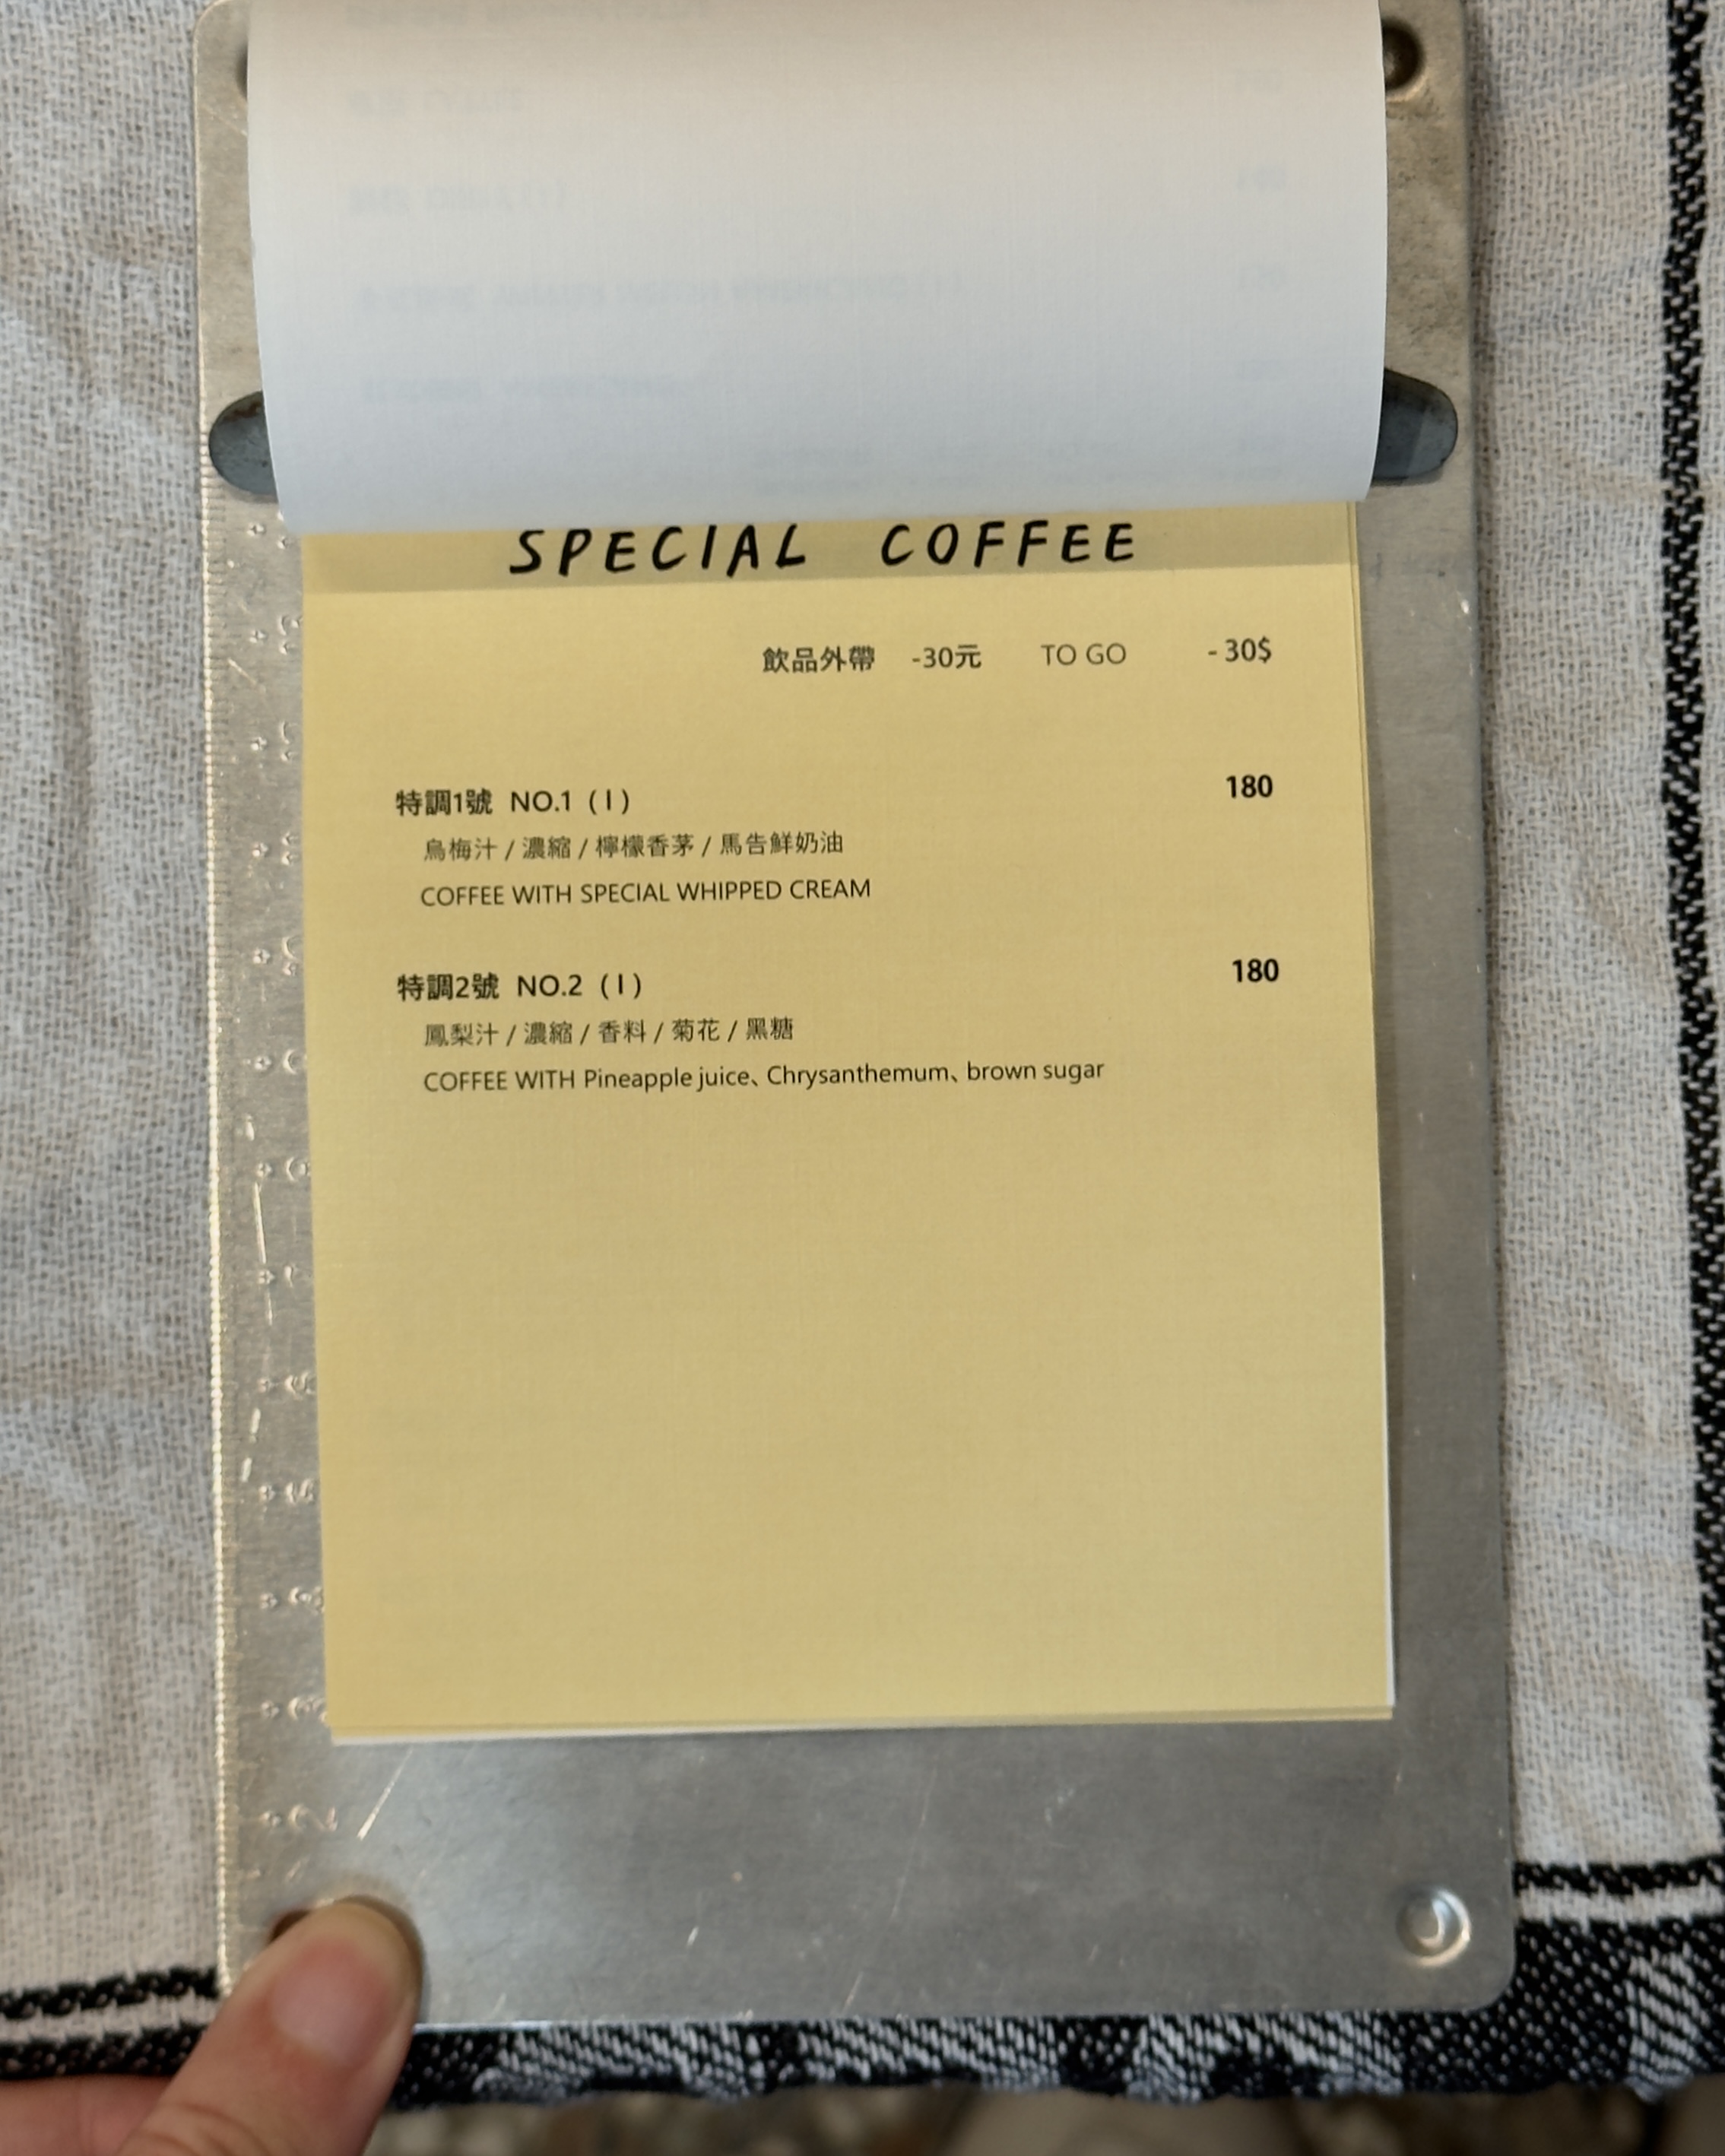 SPECIAL COFFEE
飲品外帶 -30元 TO GO - 30$
特調1號 NO.1 ( I ) 180
烏梅汁 / 濃縮 / 檸檬香茅 / 馬告鮮奶油
COFFEE WITH SPECIAL WHIPPED CREAM
特調2號 NO.2 ( I ) 180
鳳梨汁 / 濃縮 / 香料 / 菊花 / 黑糖
COFFEE WITH Pineapple juice、Chrysanthemum、brown sugar